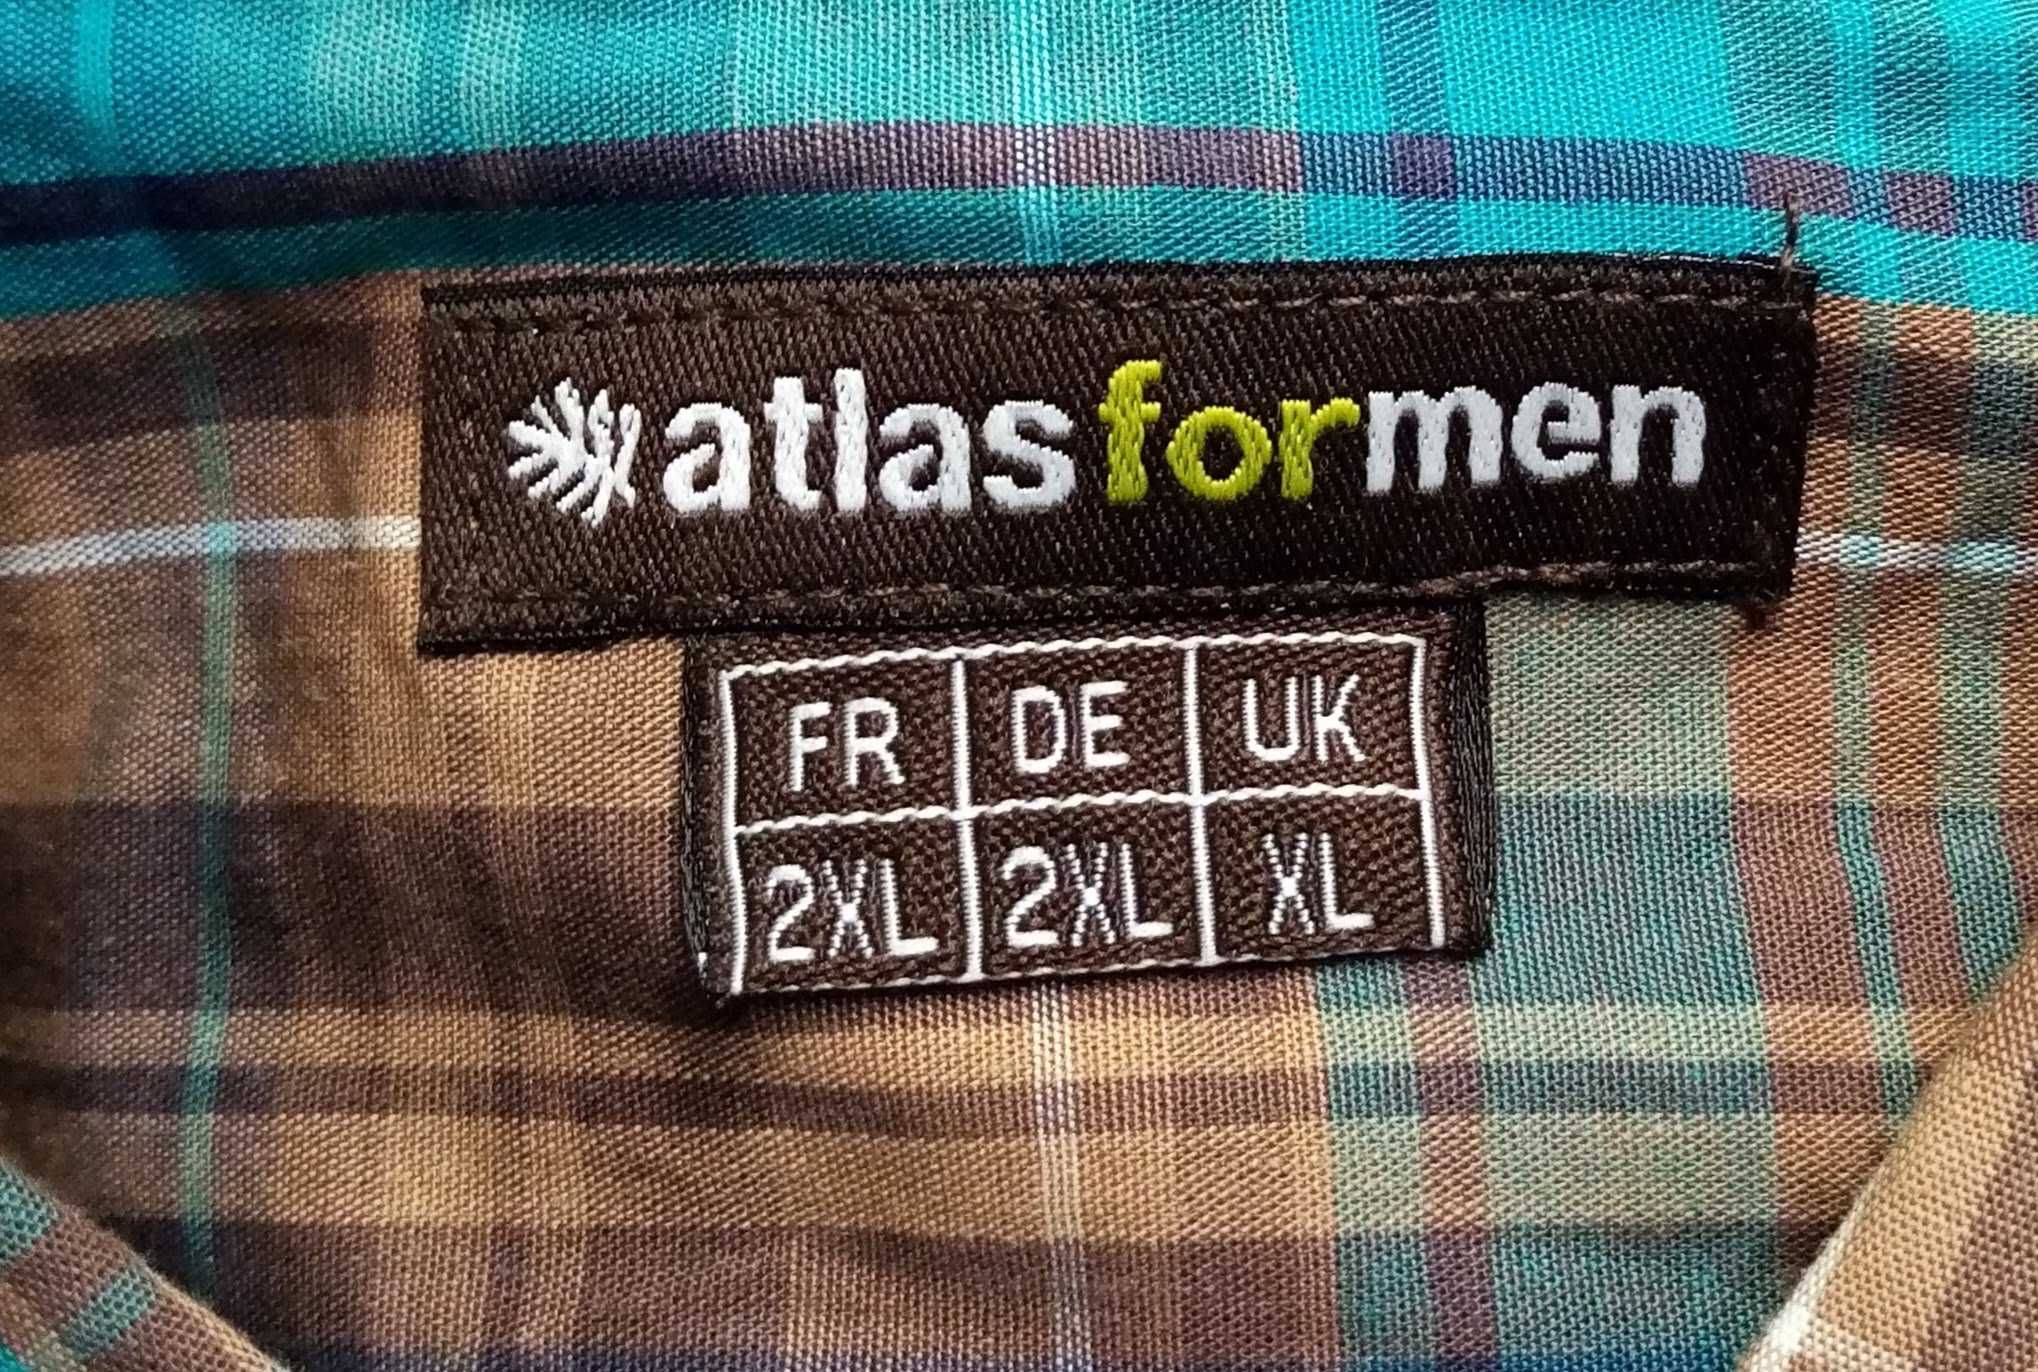 atlasformen
FR DE UK
2XL 2XL XL